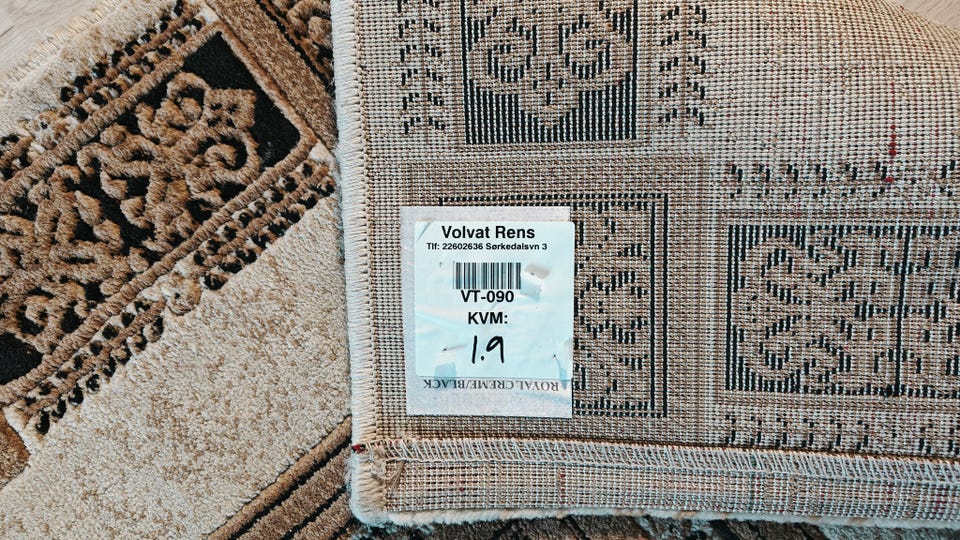 Volvat Rens
Tlf: 22602636 Sørkedalsvn 3
VT-090
KVM:
1.9
ROYAL CREME/BLACK